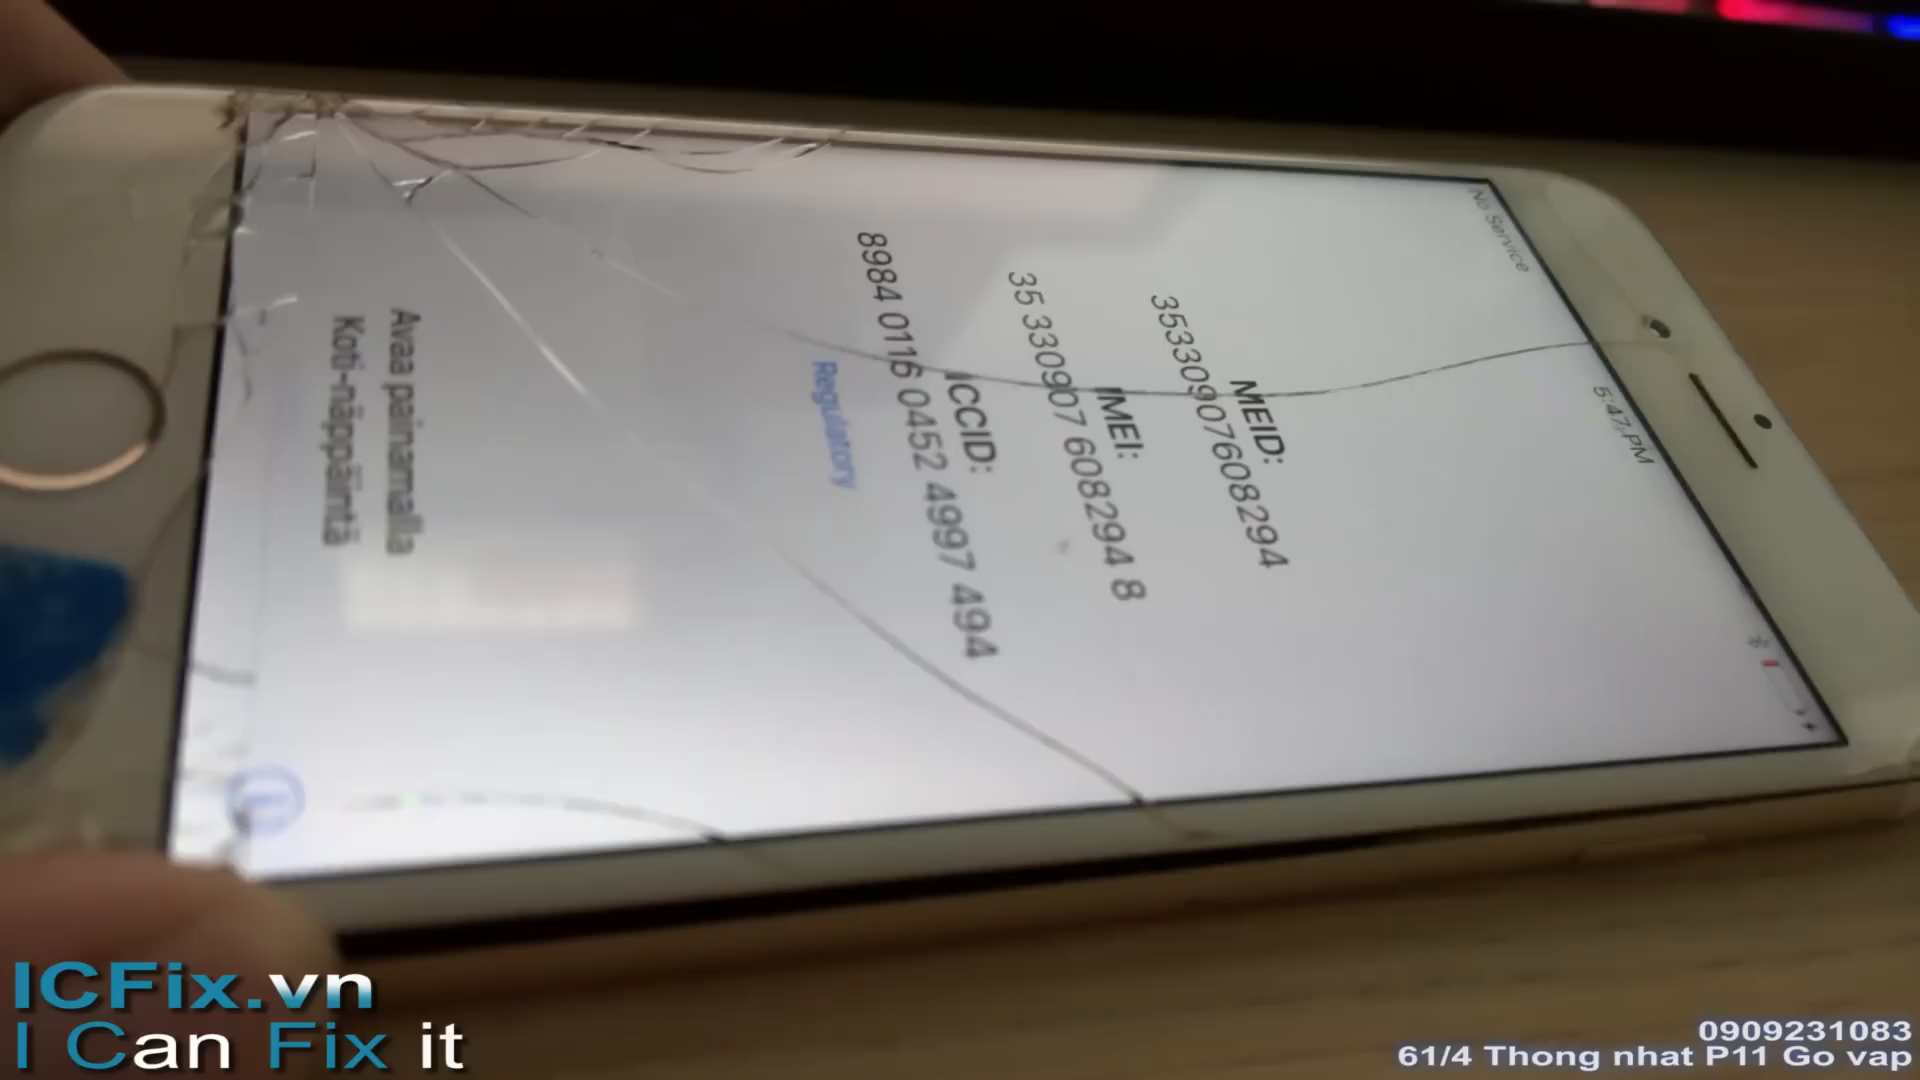 No Service
5:47 PM
MEID:
35330907608294
IMEI:
35 330907 608294 8
ICCID:
8984 0116 0452 4997 494
Regulatory
Avaa painamalla
Koti-näppäintä
ICFix.vn
I Can Fix it
0909231083
61/4 Thong nhat P11 Go vap